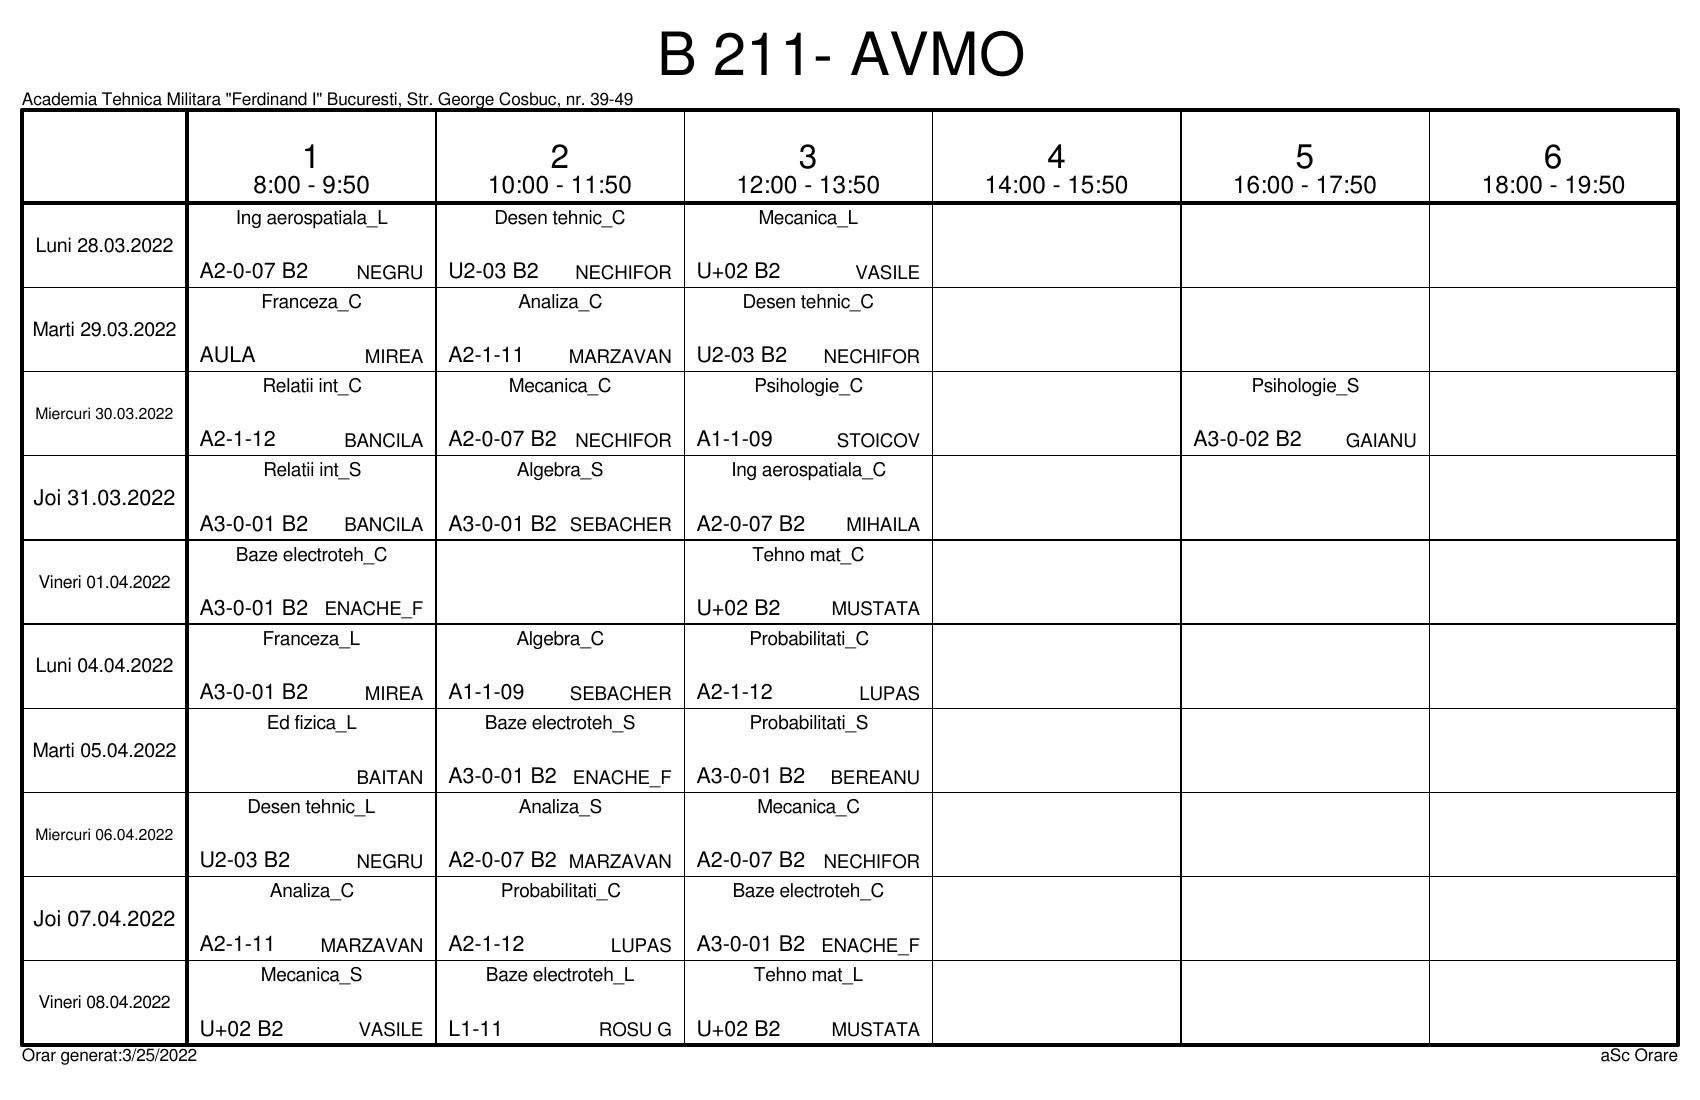 B 211- AVMO
Academia Tehnica Militara "Ferdinand I" Bucuresti, Str. George Cosbuc, nr. 39-49
1 2 3 4 5 6
8:00 - 9:50 10:00 - 11:50 12:00 - 13:50 14:00 - 15:50 16:00 - 17:50 18:00 - 19:50
Ing aerospatiala_L Desen tehnic_C Mecanica_L
Luni 28.03.2022
A2-0-07 B2 NEGRU U2-03 B2 NECHIFOR U+02 B2 VASILE
Franceza_C Analiza_C Desen tehnic_C
Marti 29.03.2022
AULA MIREA A2-1-11 MARZAVAN U2-03 B2 NECHIFOR
Relatii int_C Mecanica_C Psihologie_C Psihologie_S
Miercuri 30.03.2022
A2-1-12 BANCILA A2-0-07 B2 NECHIFOR A1-1-09 STOICOV A3-0-02 B2 GAIANU
Relatii int_S Algebra_S Ing aerospatiala_C
Joi 31.03.2022
A3-0-01 B2 BANCILA A3-0-01 B2 SEBACHER A2-0-07 B2 MIHAILA
Baze electroteh_C Tehno mat_C
Vineri 01.04.2022
A3-0-01 B2 ENACHE_F U+02 B2 MUSTATA
Franceza_L Algebra_C Probabilitati_C
Luni 04.04.2022
A3-0-01 B2 MIREA A1-1-09 SEBACHER A2-1-12 LUPAS
Ed fizica_L Baze electroteh_S Probabilitati_S
Marti 05.04.2022
BAITAN A3-0-01 B2 ENACHE_F A3-0-01 B2 BEREANU
Desen tehnic_L Analiza_S Mecanica_C
Miercuri 06.04.2022
U2-03 B2 NEGRU A2-0-07 B2 MARZAVAN A2-0-07 B2 NECHIFOR
Analiza_C Probabilitati_C Baze electroteh_C
Joi 07.04.2022
A2-1-11 MARZAVAN A2-1-12 LUPAS A3-0-01 B2 ENACHE_F
Mecanica_S Baze electroteh_L Tehno mat_L
Vineri 08.04.2022
U+02 B2 VASILE L1-11 ROSU G U+02 B2 MUSTATA
Orar generat:3/25/2022 aSc Orare